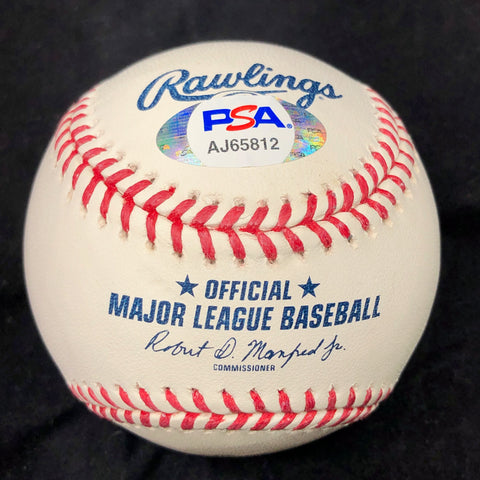 Rawlings
PSA
AJ65812
★ OFFICIAL ★
MAJOR LEAGUE BASEBALL
Robert D. Manfred Jr.
COMMISSIONER